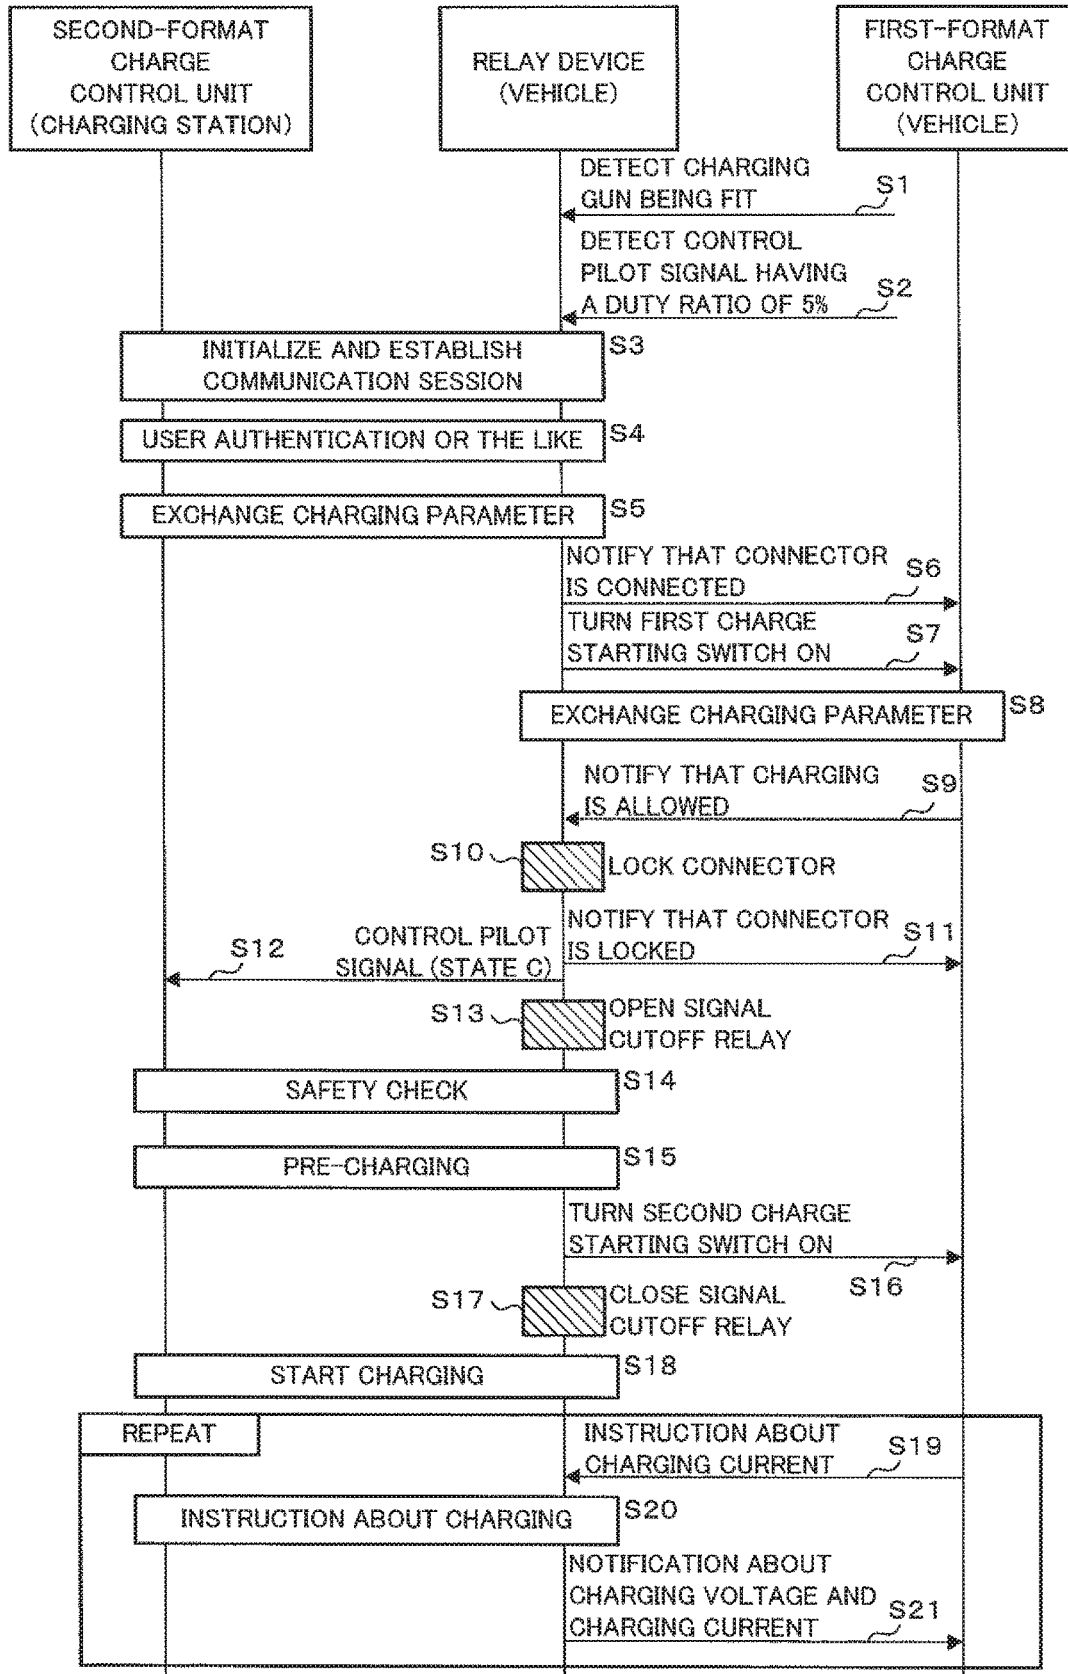 SECOND-FORMAT
CHARGE
CONTROL UNIT
(CHARGING STATION)
RELAY DEVICE
(VEHICLE)
FIRST-FORMAT
CHARGE
CONTROL UNIT
(VEHICLE)
DETECT CHARGING
GUN BEING FIT
S1
DETECT CONTROL
PILOT SIGNAL HAVING
A DUTY RATIO OF 5%
S2
INITIALIZE AND ESTABLISH
COMMUNICATION SESSION
S3
USER AUTHENTICATION OR THE LIKE
S4
EXCHANGE CHARGING PARAMETER
S5
NOTIFY THAT CONNECTOR
IS CONNECTED
S6
TURN FIRST CHARGE
STARTING SWITCH ON
S7
EXCHANGE CHARGING PARAMETER
S8
NOTIFY THAT CHARGING
IS ALLOWED
S9
S10
LOCK CONNECTOR
NOTIFY THAT CONNECTOR
IS LOCKED
S11
S12
CONTROL PILOT
SIGNAL (STATE C)
S13
OPEN SIGNAL
CUTOFF RELAY
SAFETY CHECK
S14
PRE-CHARGING
S15
TURN SECOND CHARGE
STARTING SWITCH ON
S16
S17
CLOSE SIGNAL
CUTOFF RELAY
START CHARGING
S18
REPEAT
INSTRUCTION ABOUT
CHARGING CURRENT
S19
INSTRUCTION ABOUT CHARGING
S20
NOTIFICATION ABOUT
CHARGING VOLTAGE AND
CHARGING CURRENT
S21